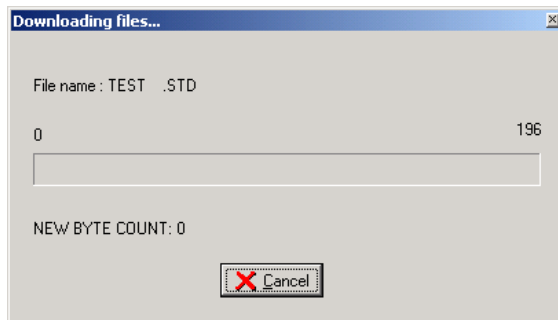 Downloading files...
File name : TEST .STD
0 196
NEW BYTE COUNT: 0
Cancel